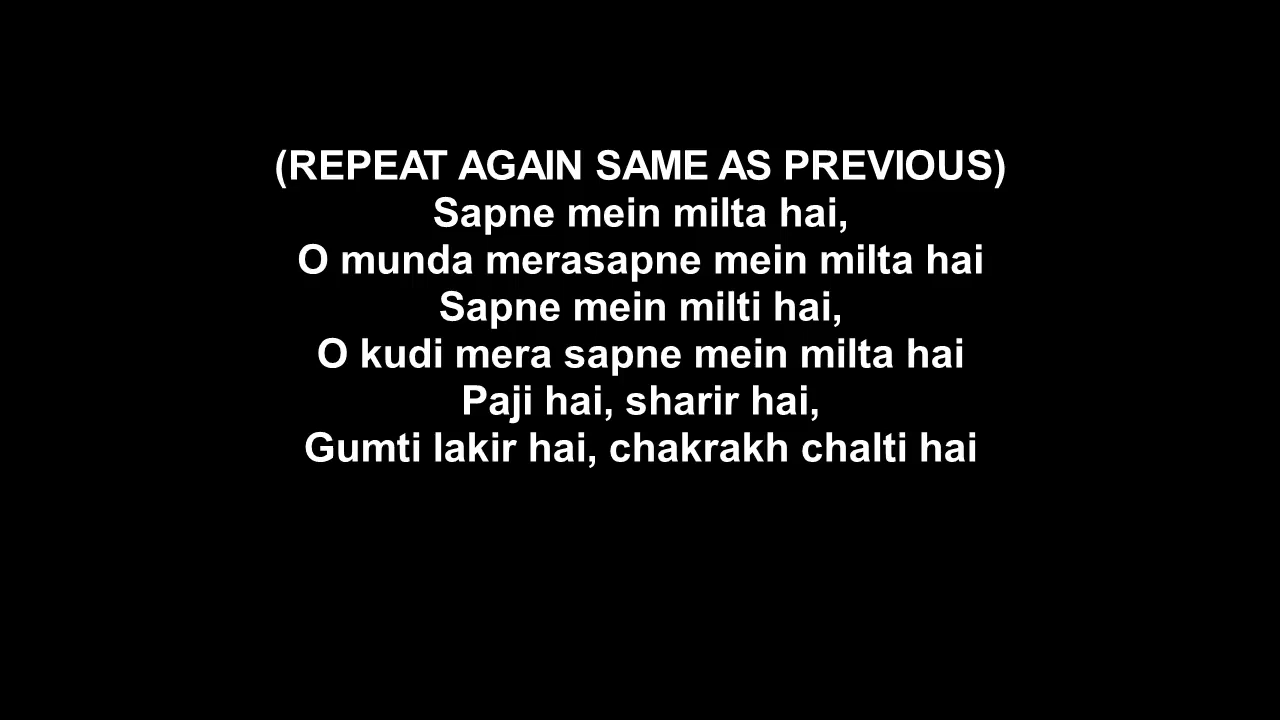 (REPEAT AGAIN SAME AS PREVIOUS)
Sapne mein milta hai,
O munda merasapne mein milta hai
Sapne mein milti hai,
O kudi mera sapne mein milta hai
Paji hai, sharir hai,
Gumti lakir hai, chakrakh chalti hai